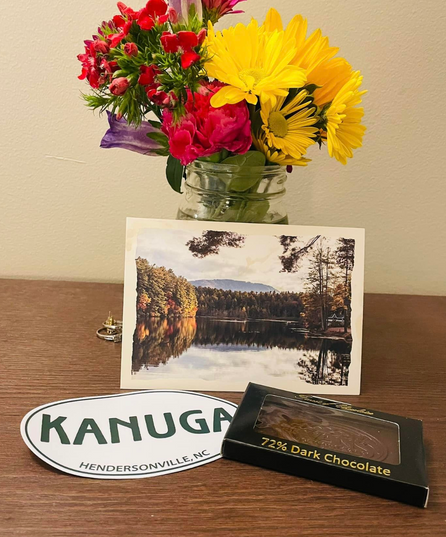 KANUGA
HENDERSONVILLE, NC
72% Dark Chocolate